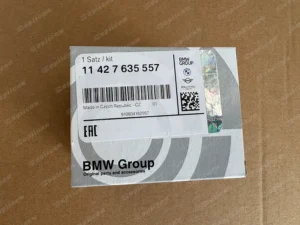 1 Satz / kit
11 42 7 635 557
BMW
GROUP
Made in Czech Republic - CZ
EAC
BMW Group
Original parts and accessories